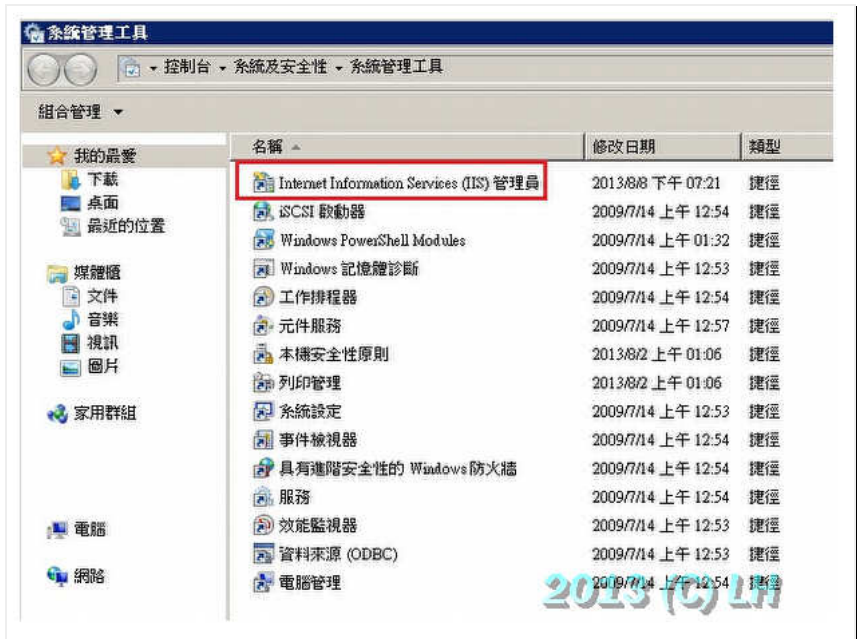 系統管理工具
控制台 系統及安全性 系統管理工具
組合管理
我的最愛
下載
桌面
最近的位置
媒體櫃
文件
音樂
視訊
圖片
家用群組
電腦
網路
名稱 修改日期 類型
Internet Information Services (IIS) 管理員 2013/8/8 下午 07:21 捷徑
iSCSI 啟動器 2009/7/14 上午 12:54 捷徑
Windows PowerShell Modules 2009/7/14 上午 01:32 捷徑
Windows 記憶體診斷 2009/7/14 上午 12:53 捷徑
工作排程器 2009/7/14 上午 12:54 捷徑
元件服務 2009/7/14 上午 12:57 捷徑
本機安全性原則 2013/8/2 上午 01:06 捷徑
列印管理 2013/8/2 上午 01:06 捷徑
系統設定 2009/7/14 上午 12:53 捷徑
事件檢視器 2009/7/14 上午 12:54 捷徑
具有進階安全性的 Windows 防火牆 2009/7/14 上午 12:54 捷徑
服務 2009/7/14 上午 12:54 捷徑
效能監視器 2009/7/14 上午 12:53 捷徑
資料來源 (ODBC) 2009/7/14 上午 12:53 捷徑
電腦管理 2009/7/14 上午 12:54 捷徑
2013 (C) LH